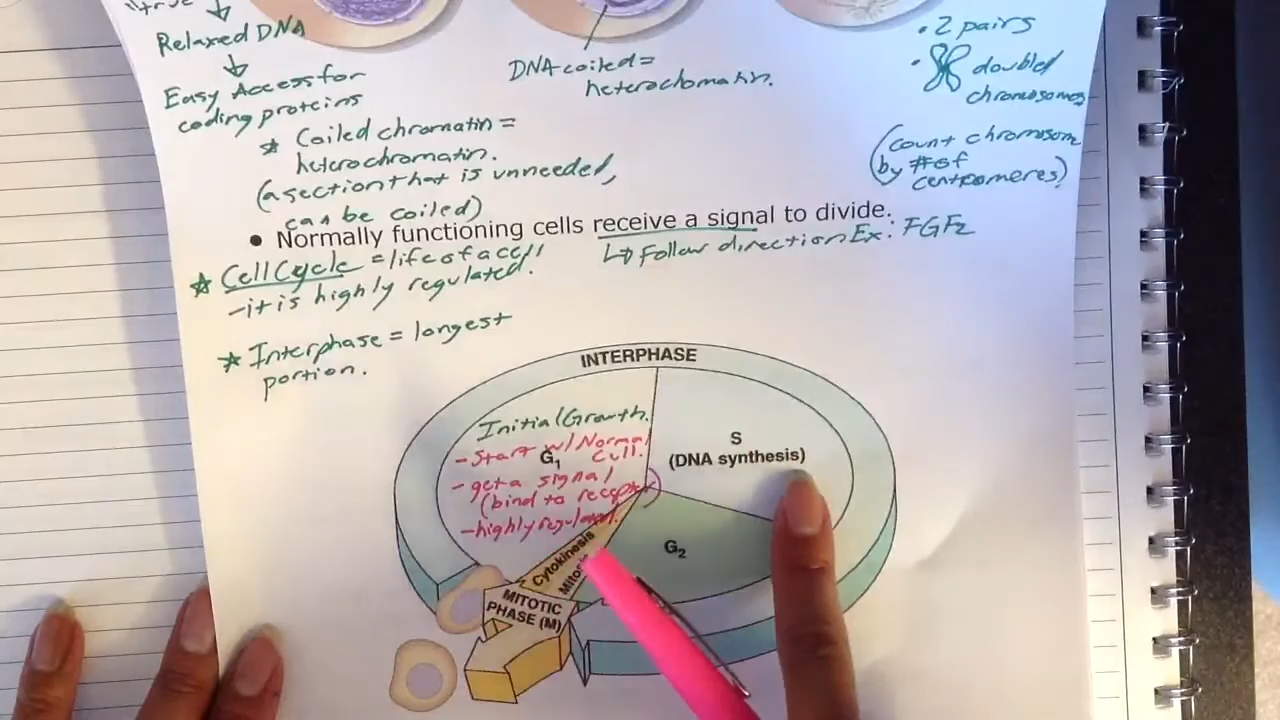 "true"
Relaxed DNA
Easy Access for
coding proteins
* Coiled chromatin =
heterochromatin.
(a section that is unneeded,
can be coiled)
DNA coiled =
heterochomatin.
• 2 pairs
• doubled
chromosomes
(count chromosom
by # of
centromeres)
• Normally functioning cells receive a signal to divide.
↳ Follow direction Ex: FGF2
* Cell Cycle = life of a cell
- it is highly regulated.
* Interphase = longest
portion.
INTERPHASE
Initial Growth.
- Start w/ Normal
Cell.
G1
- get a signal
(bind to receptor)
- highly regulated.
S
(DNA synthesis)
G2
Cytokinesis
MITOTIC
PHASE (M)